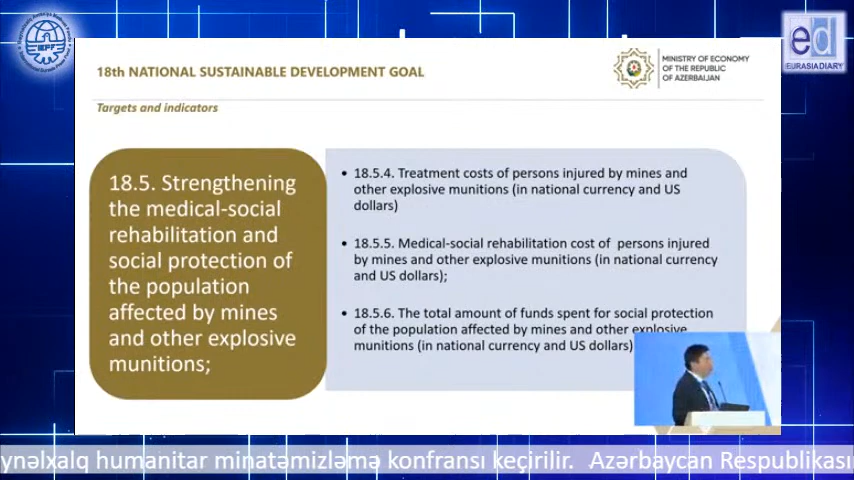 18th NATIONAL SUSTAINABLE DEVELOPMENT GOAL
MINISTRY OF ECONOMY
OF THE REPUBLIC
OF AZERBAIJAN
Targets and indicators
18.5. Strengthening
the medical-social
rehabilitation and
social protection of
the population
affected by mines
and other explosive
munitions;
• 18.5.4. Treatment costs of persons injured by mines and
other explosive munitions (in national currency and US
dollars)
• 18.5.5. Medical-social rehabilitation cost of persons injured
by mines and other explosive munitions (in national currency
and US dollars);
• 18.5.6. The total amount of funds spent for social protection
of the population affected by mines and other explosive
munitions (in national currency and US dollars)
IEPF
ed
EURASIADIARY
ynəlxalq humanitar minatəmizləmə konfransı keçirilir. Azərbaycan Respublikası